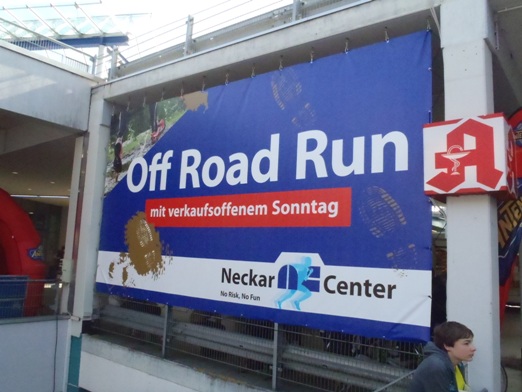 Off Road Run
mit verkaufsoffenem Sonntag
Neckar Center
No Risk, No Fun